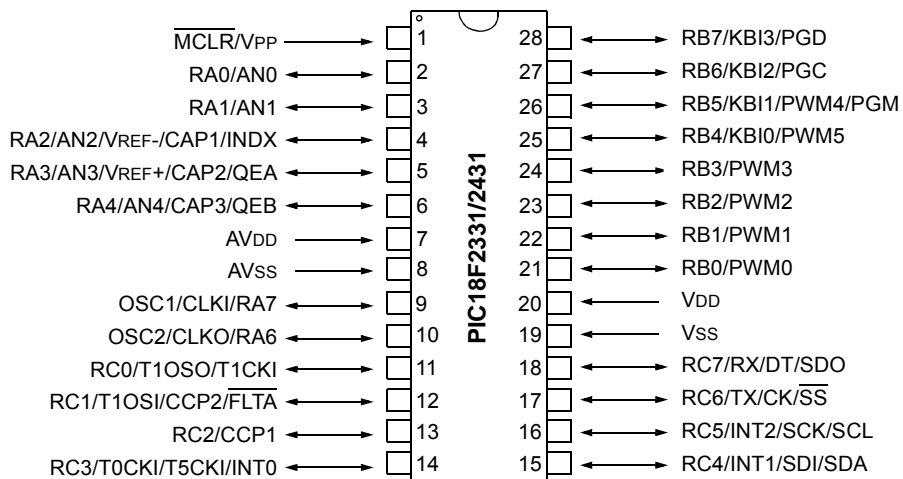 MCLR/VPP 1 28 RB7/KBI3/PGD
RA0/AN0 2 27 RB6/KBI2/PGC
RA1/AN1 3 26 RB5/KBI1/PWM4/PGM
RA2/AN2/VREF-/CAP1/INDX 4 25 RB4/KBI0/PWM5
RA3/AN3/VREF+/CAP2/QEA 5 24 RB3/PWM3
RA4/AN4/CAP3/QEB 6 23 RB2/PWM2
AVDD 7 22 RB1/PWM1
AVSS 8 21 RB0/PWM0
OSC1/CLKI/RA7 9 20 VDD
OSC2/CLKO/RA6 10 19 VSS
RC0/T1OSO/T1CKI 11 18 RC7/RX/DT/SDO
RC1/T1OSI/CCP2/FLTA 12 17 RC6/TX/CK/SS
RC2/CCP1 13 16 RC5/INT2/SCK/SCL
RC3/T0CKI/T5CKI/INT0 14 15 RC4/INT1/SDI/SDA
PIC18F2331/2431